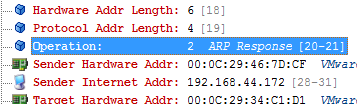 Hardware Addr Length: 6 [18]
Protocol Addr Length: 4 [19]
Operation: 2 ARP Response [20-21]
Sender Hardware Addr: 00:0C:29:46:7D:CF VMwar
Sender Internet Addr: 192.168.44.172 [28-31]
Target Hardware Addr: 00:0C:29:34:C1:D1 VMwar